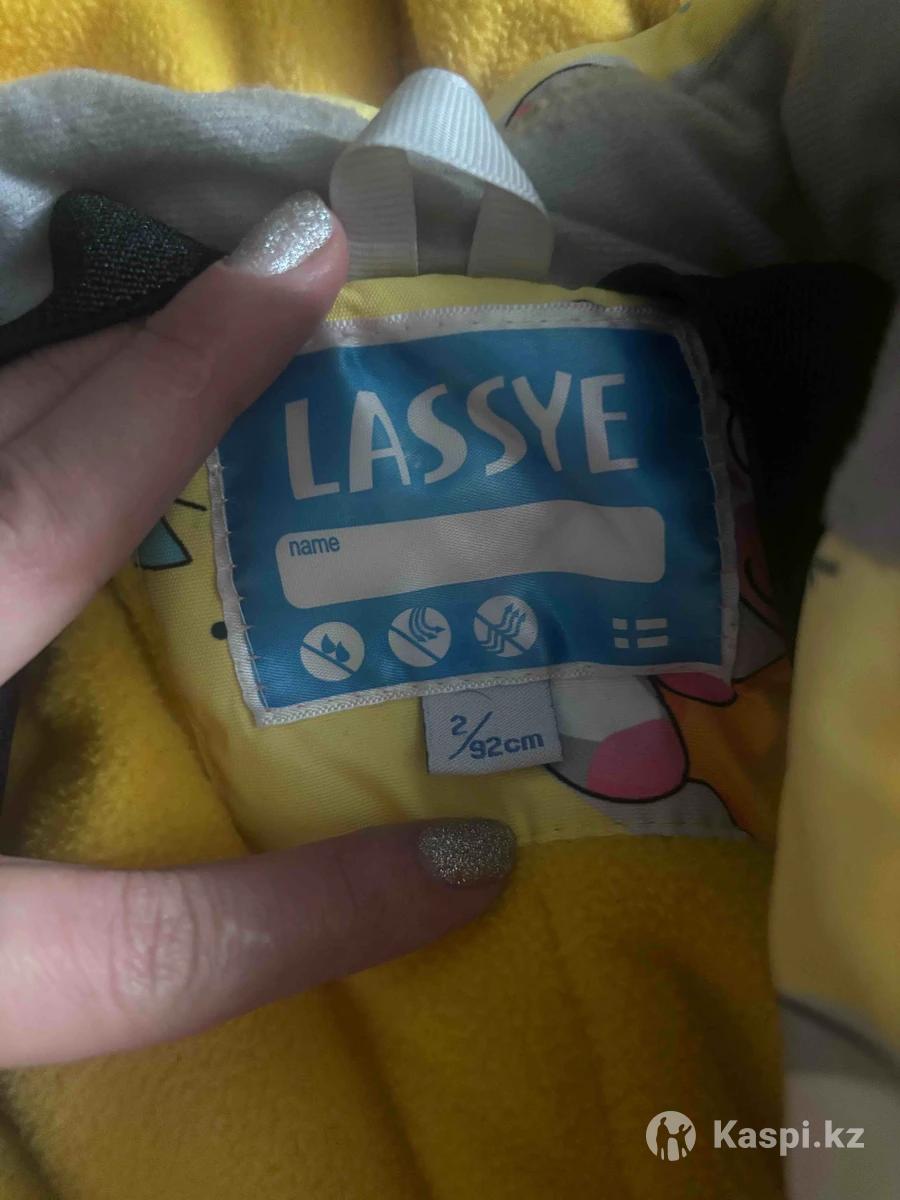 LASSYE
name
2/92cm
Kaspi.kz